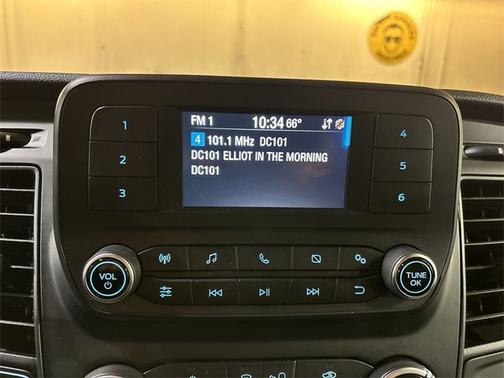 FM 1 10:34 66°
4 101.1 MHz DC101
DC101 ELLIOT IN THE MORNING
DC101
1
2
3
4
5
6
VOL
TUNE
OK